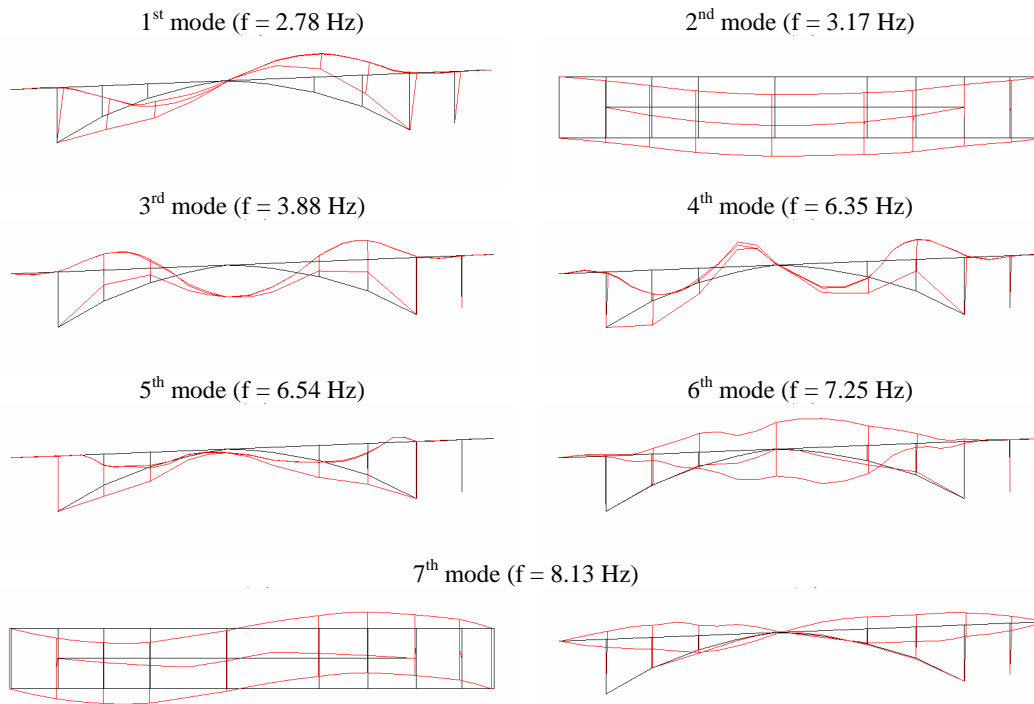 1st mode (f = 2.78 Hz)
2nd mode (f = 3.17 Hz)
3rd mode (f = 3.88 Hz)
4th mode (f = 6.35 Hz)
5th mode (f = 6.54 Hz)
6th mode (f = 7.25 Hz)
7th mode (f = 8.13 Hz)